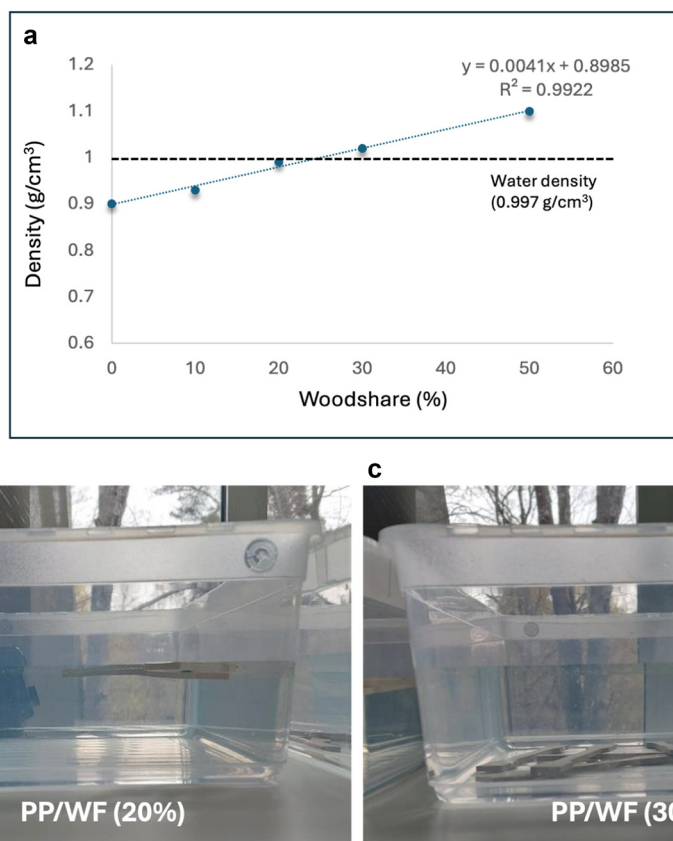 a
1.2
1.1
1
0.9
0.8
0.7
0.6
Density (g/cm³)
y = 0.0041x + 0.8985
R² = 0.9922
Water density
(0.997 g/cm³)
0 10 20 30 40 50 60
Woodshare (%)
c
PP/WF (20%)
PP/WF (30